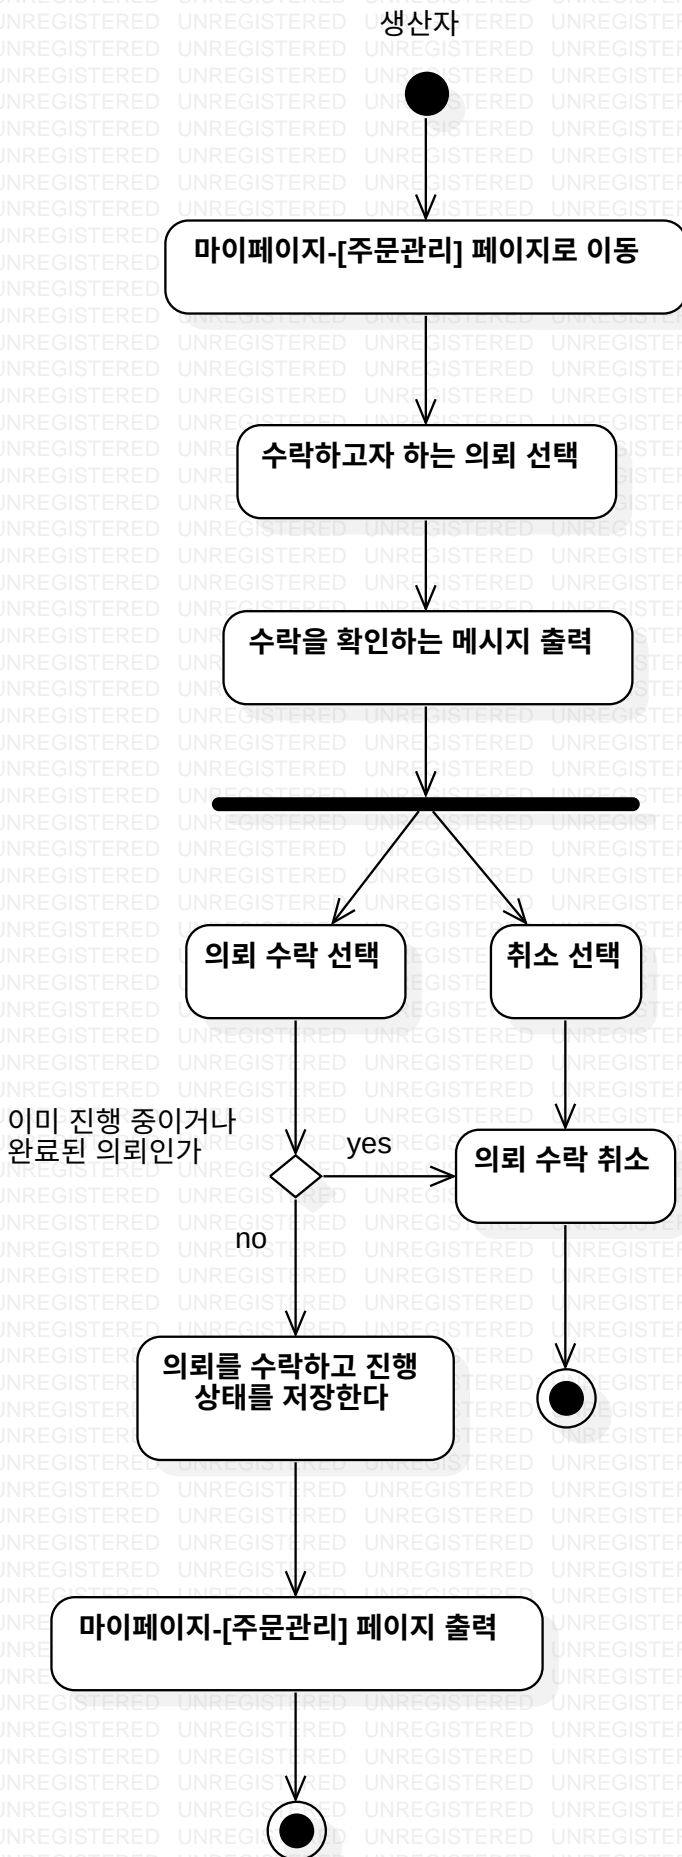 생산자
마이페이지-[주문관리] 페이지로 이동
수락하고자 하는 의뢰 선택
수락을 확인하는 메시지 출력
의뢰 수락 선택
취소 선택
이미 진행 중이거나
완료된 의뢰인가
yes
의뢰 수락 취소
no
의뢰를 수락하고 진행
상태를 저장한다
마이페이지-[주문관리] 페이지 출력
UNREGISTERED